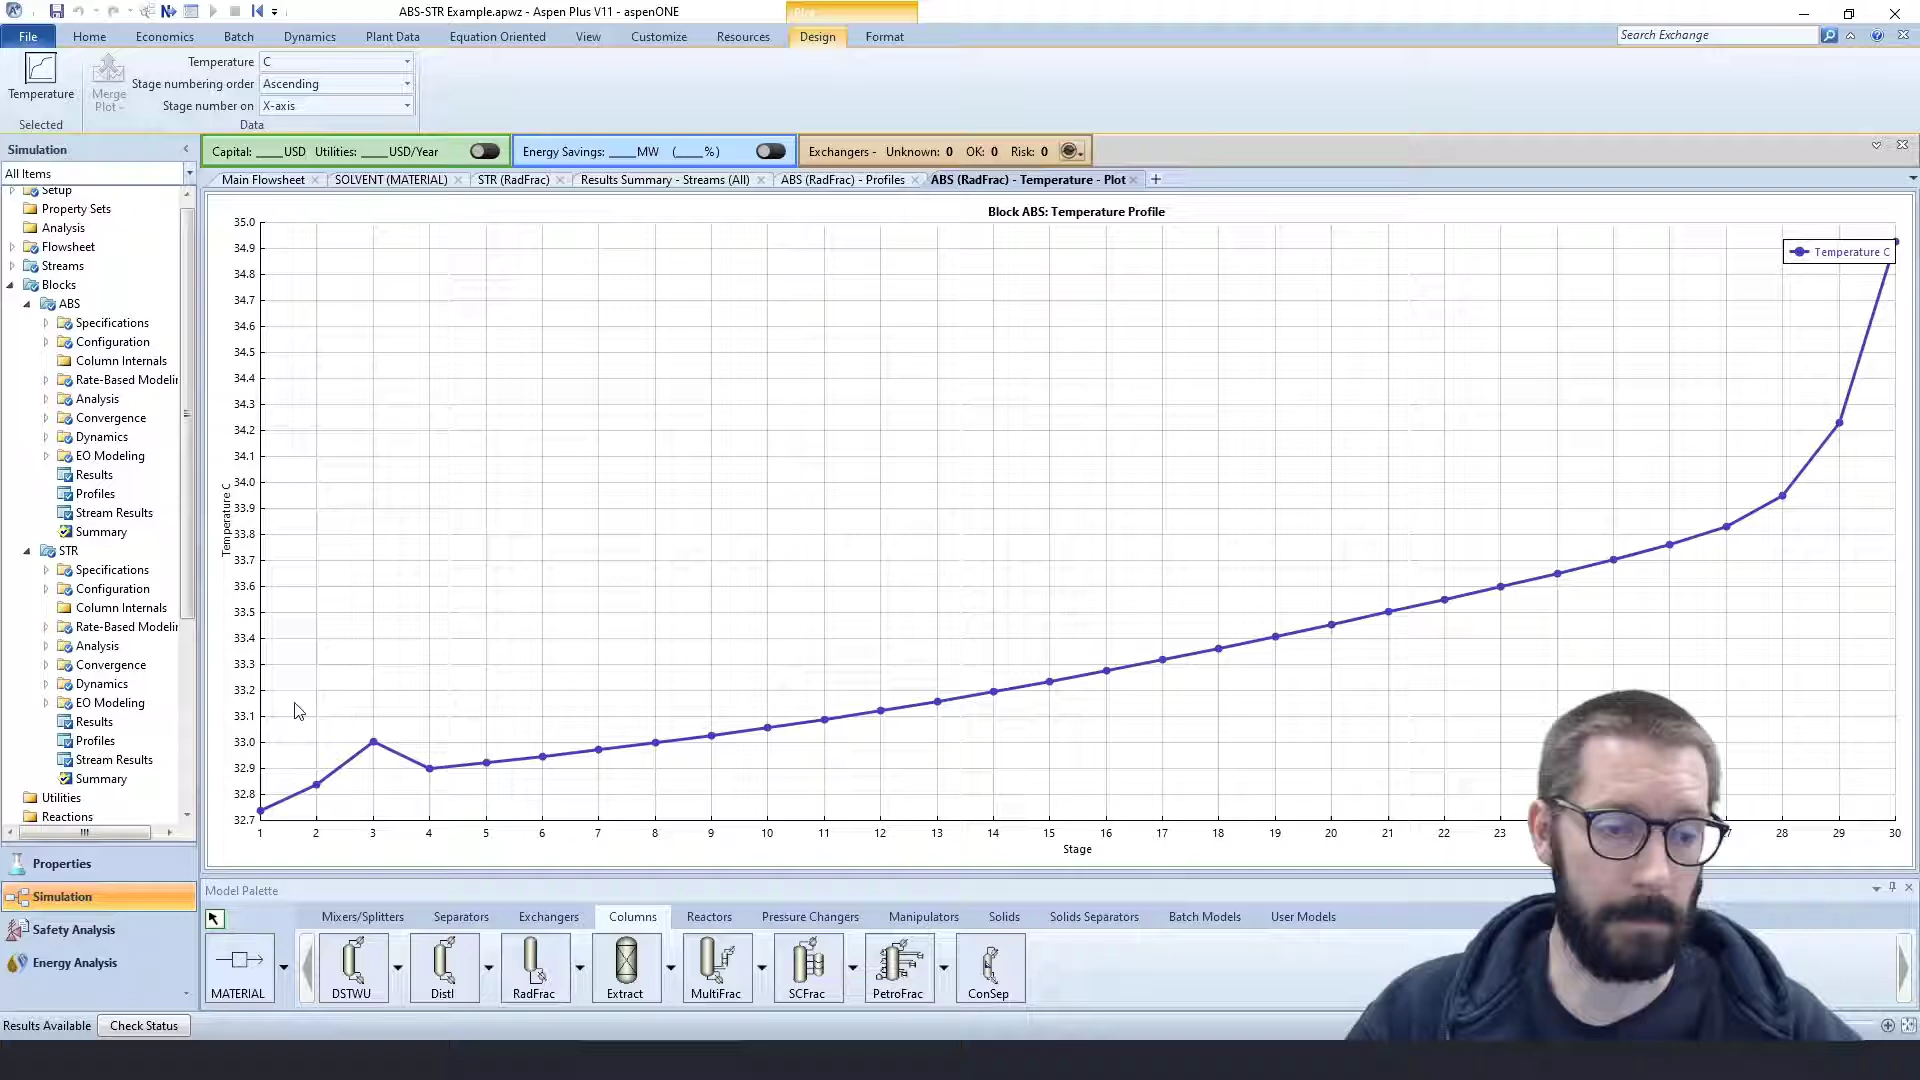 ABS-STR Example.apwz - Aspen Plus V11 - aspenONE
File Home Economics Batch Dynamics Plant Data Equation Oriented View Customize Resources Design Format Search Exchange
Temperature
Selected
Merge
Plot
Temperature C
Stage numbering order Ascending
Stage number on X-axis
Data
Simulation
All Items
Setup
Property Sets
Analysis
Flowsheet
Streams
Blocks
ABS
Specifications
Configuration
Column Internals
Rate-Based Modelin
Analysis
Convergence
Dynamics
EO Modeling
Results
Profiles
Stream Results
Summary
STR
Specifications
Configuration
Column Internals
Rate-Based Modelin
Analysis
Convergence
Dynamics
EO Modeling
Results
Profiles
Stream Results
Summary
Utilities
Reactions
Properties
Simulation
Safety Analysis
Energy Analysis
Capital: ____USD Utilities: ____USD/Year
Energy Savings: ____MW (____%)
Exchangers - Unknown: 0 OK: 0 Risk: 0
Main Flowsheet SOLVENT (MATERIAL) STR (RadFrac) Results Summary - Streams (All) ABS (RadFrac) - Profiles ABS (RadFrac) - Temperature - Plot
Block ABS: Temperature Profile
Temperature C
35.0
34.9
34.8
34.7
34.6
34.5
34.4
34.3
34.2
34.1
34.0
33.9
33.8
33.7
33.6
33.5
33.4
33.3
33.2
33.1
33.0
32.9
32.8
32.7
Temperature C
1 2 3 4 5 6 7 8 9 10 11 12 13 14 15 16 17 18 19 20 21 22 23 28 29 30
Stage
Model Palette
Mixers/Splitters Separators Exchangers Columns Reactors Pressure Changers Manipulators Solids Solids Separators Batch Models User Models
MATERIAL DSTWU Distl RadFrac Extract MultiFrac SCFrac PetroFrac ConSep
Results Available Check Status